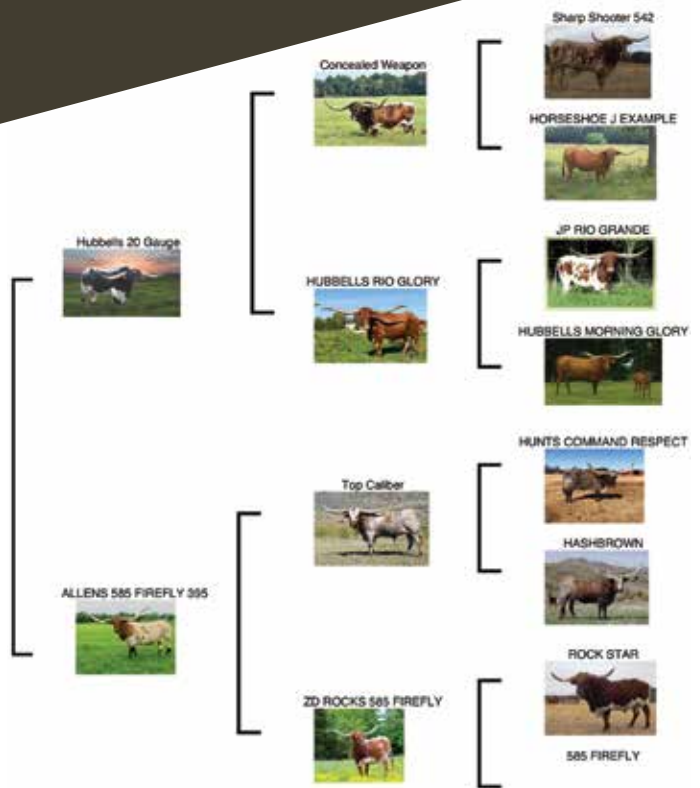 Sharp Shooter 542
Concealed Weapon
HORSESHOE J EXAMPLE
Hubbells 20 Gauge
JP RIO GRANDE
HUBBELLS RIO GLORY
HUBBELLS MORNING GLORY
HUNTS COMMAND RESPECT
Top Caliber
HASHBROWN
ALLENS 585 FIREFLY 395
ROCK STAR
ZD ROCKS 585 FIREFLY
585 FIREFLY